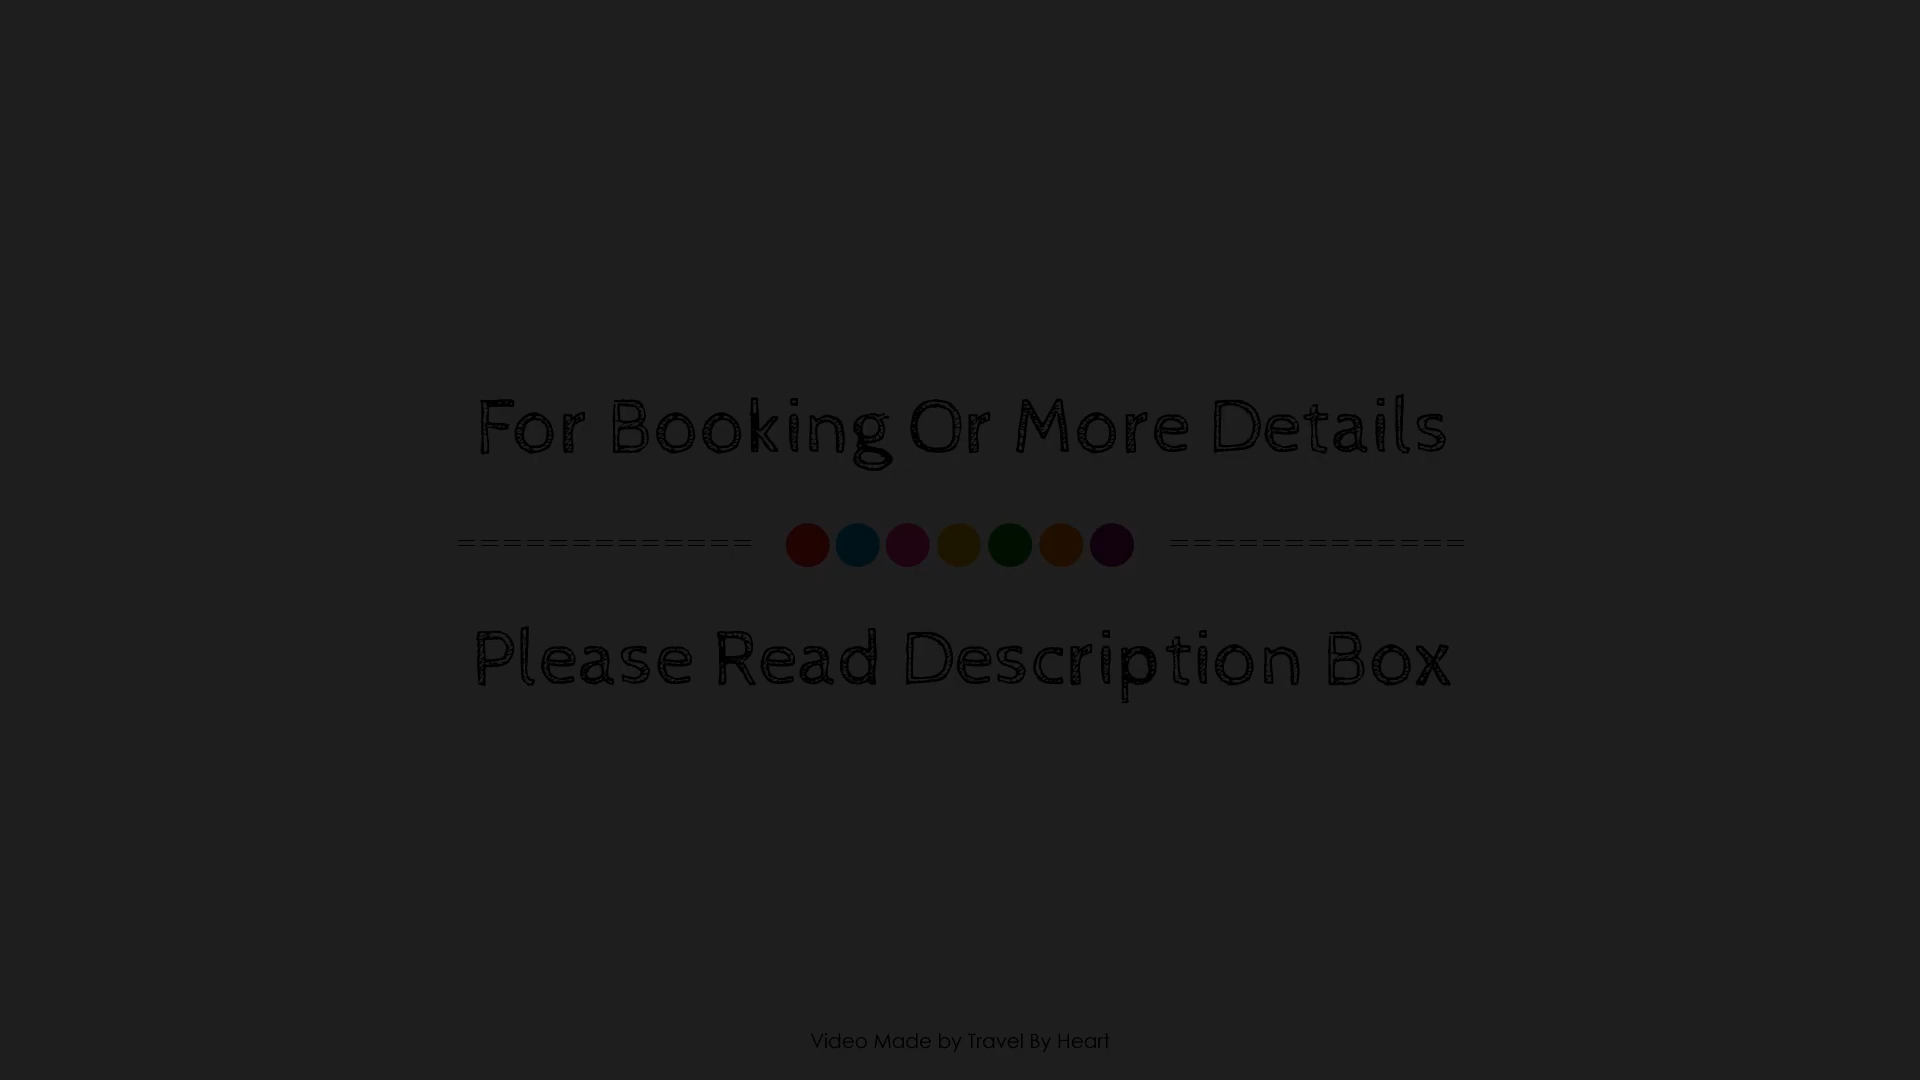 For Booking Or More Details
============= =============
Please Read Description Box
Video Made by Travel By Heart